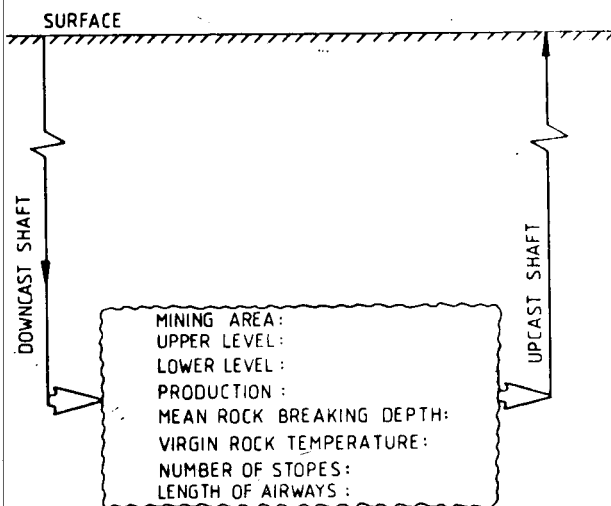 SURFACE
DOWNCAST SHAFT
UPCAST SHAFT
MINING AREA:
UPPER LEVEL:
LOWER LEVEL:
PRODUCTION :
MEAN ROCK BREAKING DEPTH:
VIRGIN ROCK TEMPERATURE:
NUMBER OF STOPES:
LENGTH OF AIRWAYS :